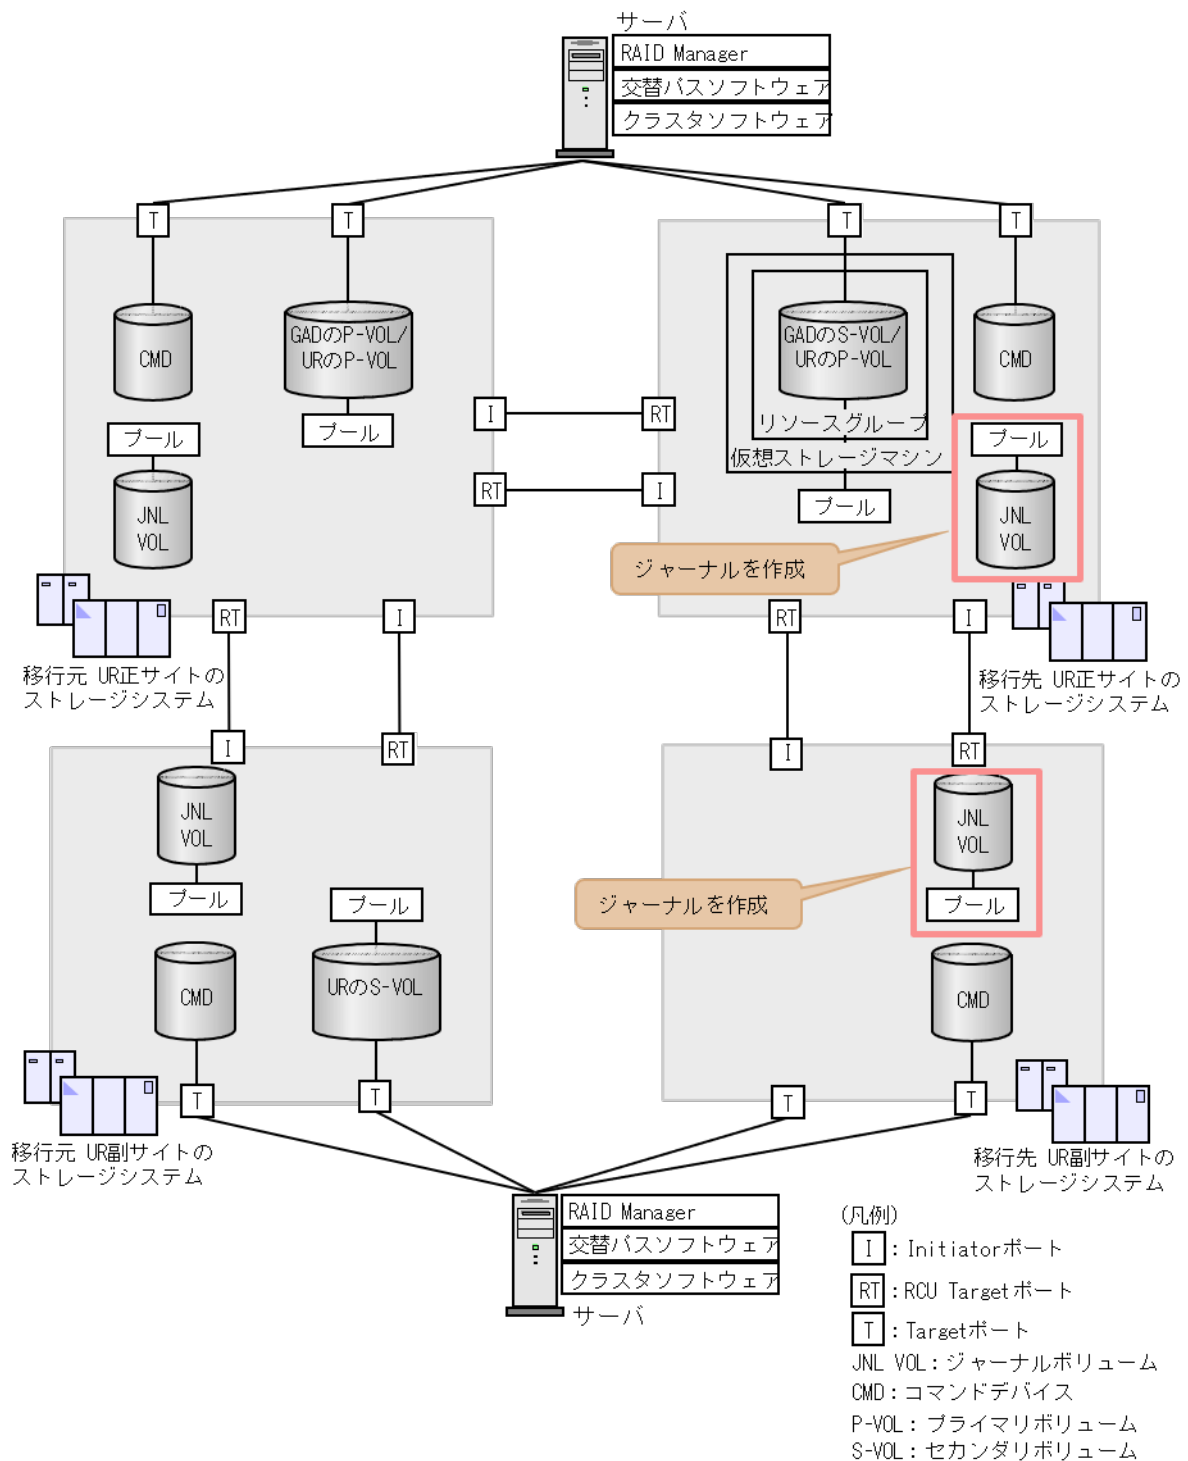 サーバ
RAID Manager
交替パスソフトウェア
クラスタソフトウェア
T
T
T
T
CMD
GADのP-VOL/
URのP-VOL
GADのS-VOL/
URのP-VOL
CMD
プール
プール
I
RT
リソースグループ
プール
仮想ストレージマシン
JNL
VOL
RT
I
プール
JNL
VOL
ジャーナルを作成
RT
I
RT
I
移行元 UR正サイトの
ストレージシステム
移行先 UR正サイトの
ストレージシステム
I
RT
I
RT
JNL
VOL
JNL
VOL
プール
プール
プール
ジャーナルを作成
CMD
URのS-VOL
CMD
T
T
T
T
移行元 UR副サイトの
ストレージシステム
移行先 UR副サイトの
ストレージシステム
RAID Manager
交替パスソフトウェア
クラスタソフトウェア
サーバ
(凡例)
I：Initiatorポート
RT：RCU Targetポート
T：Targetポート
JNL VOL：ジャーナルボリューム
CMD：コマンドデバイス
P-VOL：プライマリボリューム
S-VOL：セカンダリボリューム